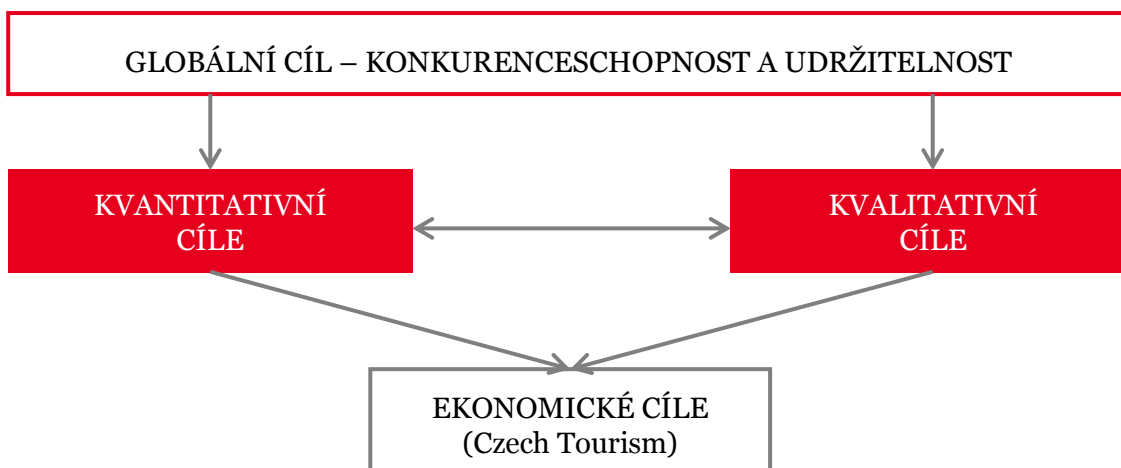 GLOBÁLNÍ CÍL – KONKURENCESCHOPNOST A UDRŽITELNOST
KVANTITATIVNÍ
CÍLE
KVALITATIVNÍ
CÍLE
EKONOMICKÉ CÍLE
(Czech Tourism)